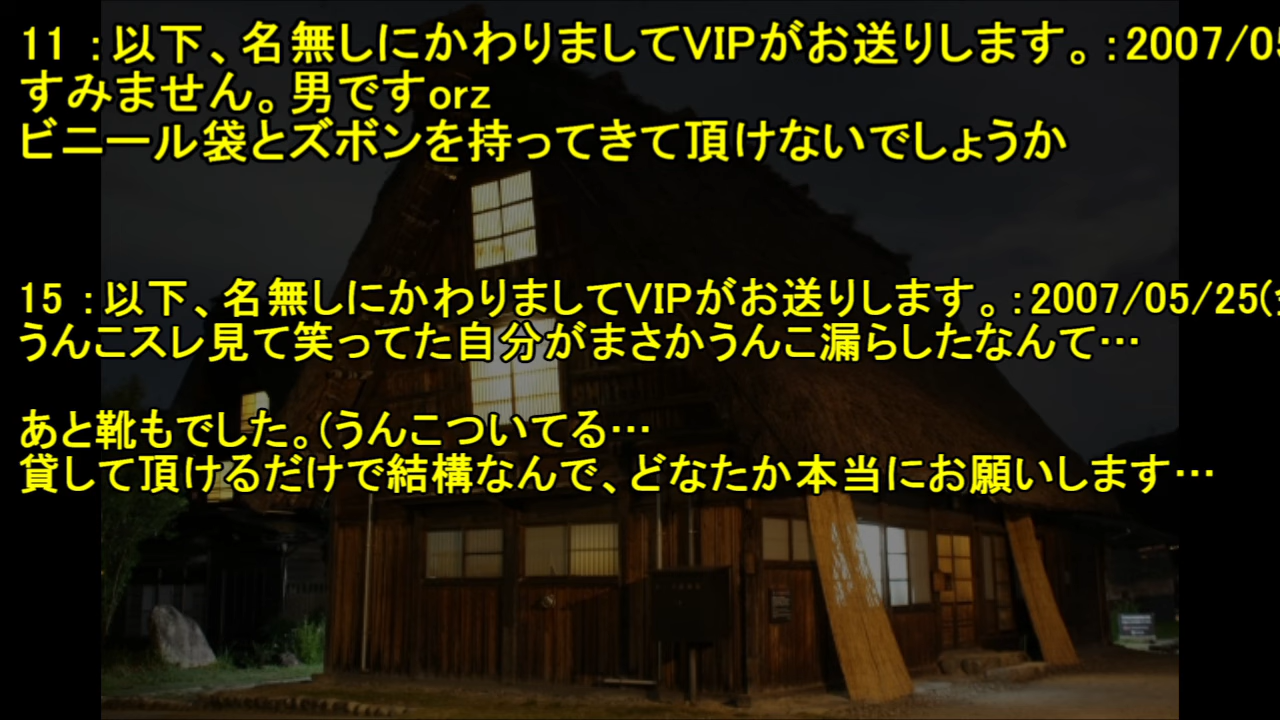 11 ：以下、名無しにかわりましてVIPがお送りします。：2007/05
すみません。男ですorz
ビニール袋とズボンを持ってきて頂けないでしょうか
15 ：以下、名無しにかわりましてVIPがお送りします。：2007/05/25(
うんこスレ見て笑ってた自分がまさかうんこ漏らしたなんて…
あと靴もでした。(うんこついてる…
貸して頂けるだけで結構なんで、どなたか本当にお願いします…